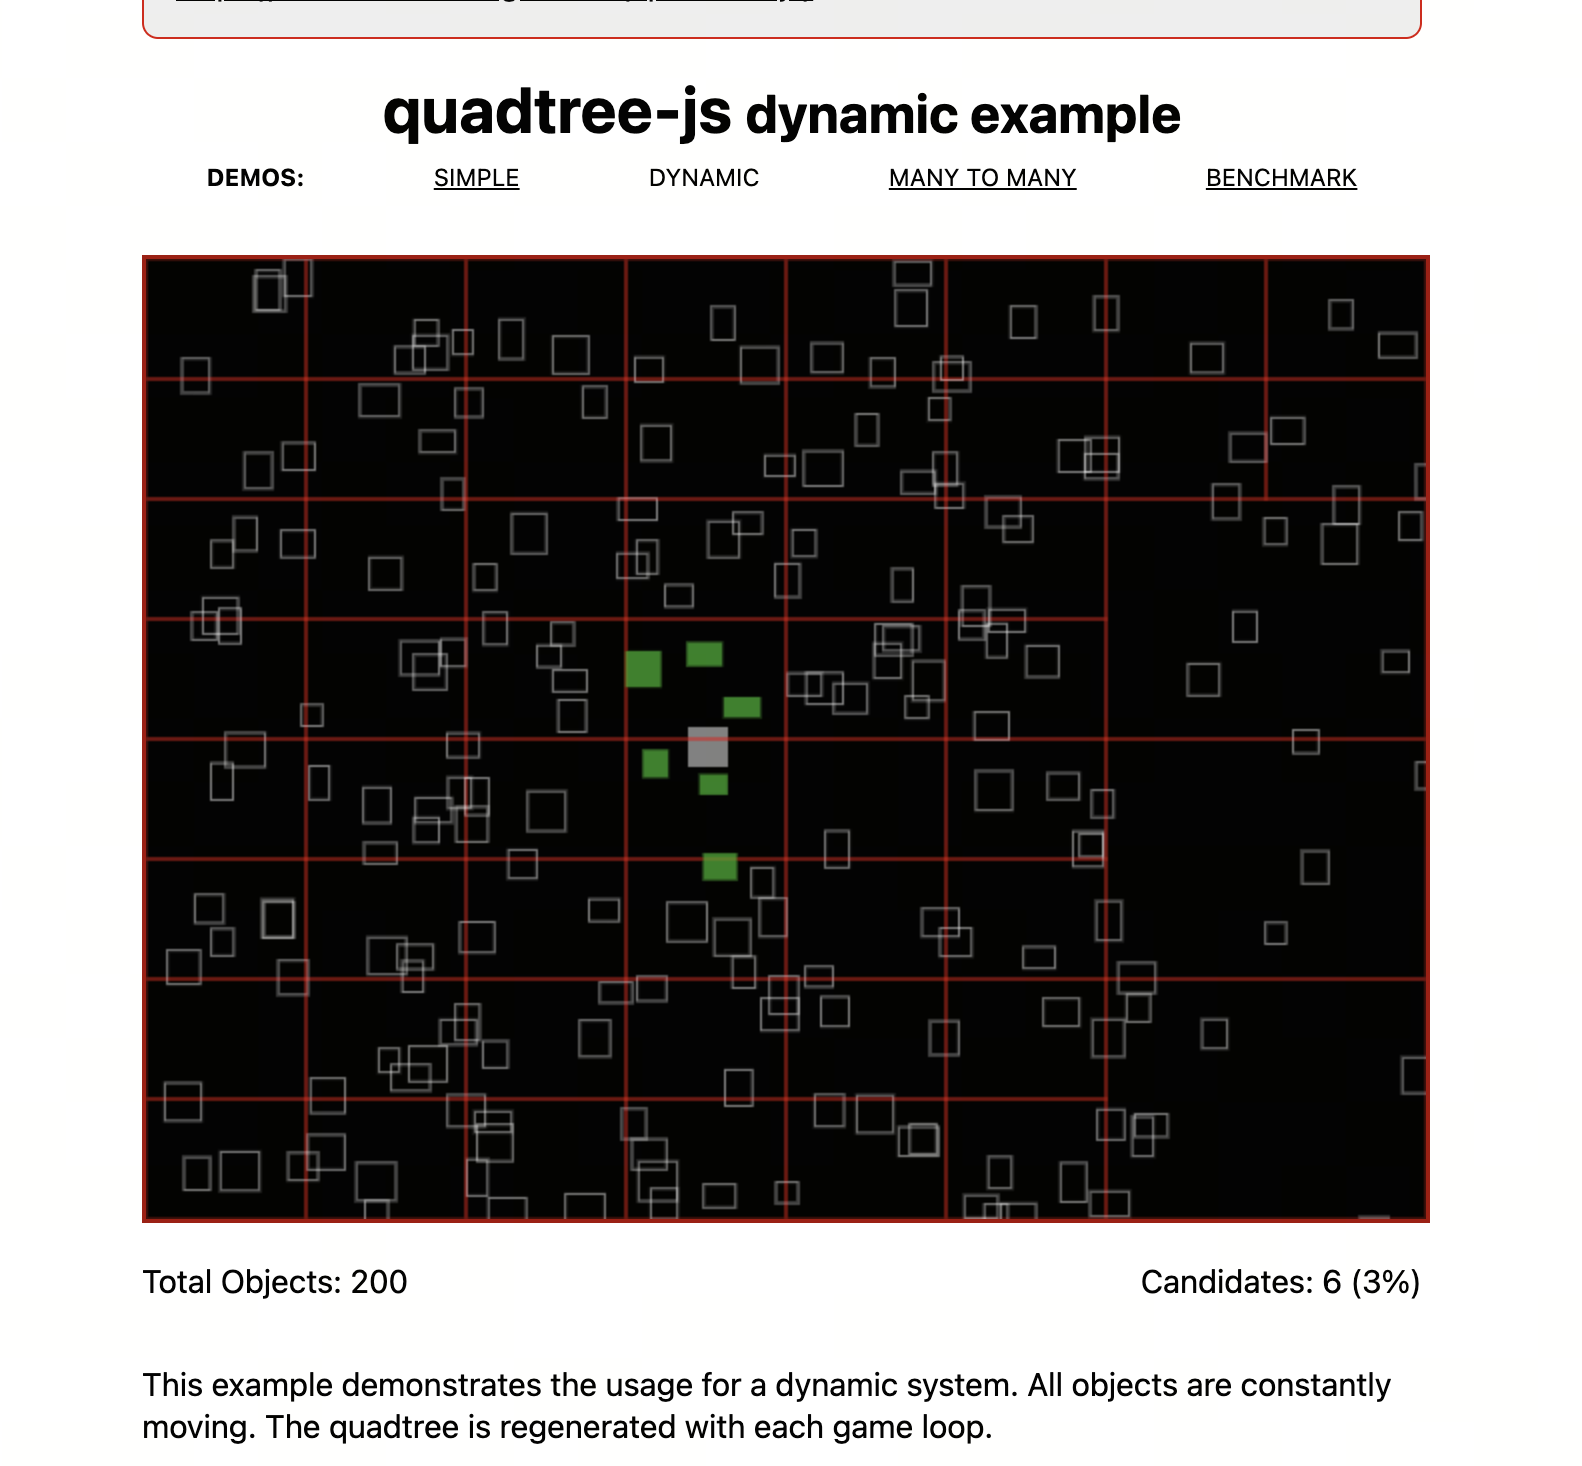 quadtree-js dynamic example
DEMOS: SIMPLE DYNAMIC MANY TO MANY BENCHMARK
Total Objects: 200 Candidates: 6 (3%)
This example demonstrates the usage for a dynamic system. All objects are constantly
moving. The quadtree is regenerated with each game loop.